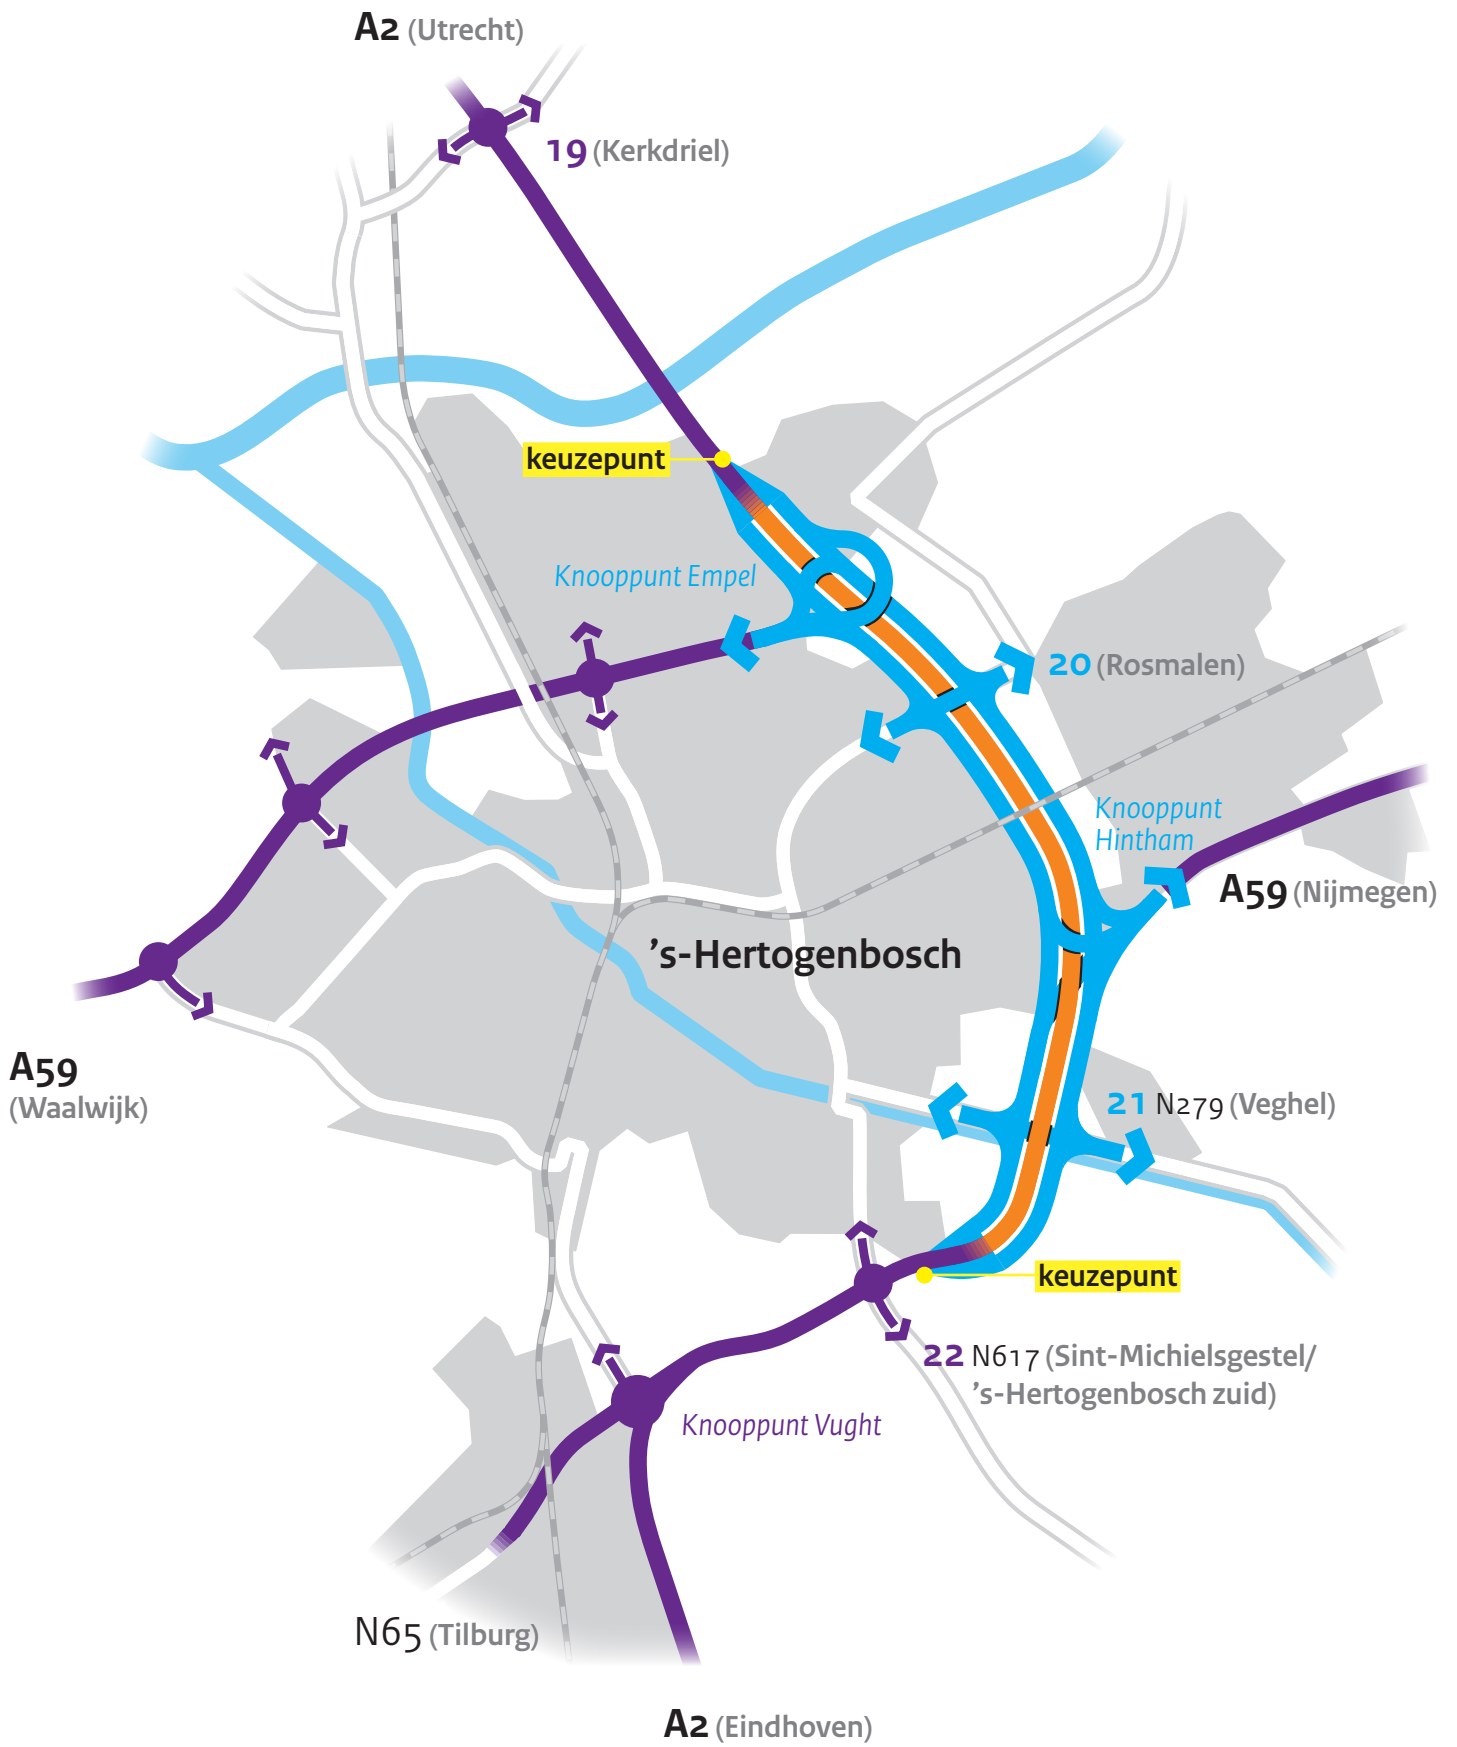 A2 (Utrecht)
19 (Kerkdriel)
keuzepunt
Knooppunt Empel
20 (Rosmalen)
Knooppunt
Hintham
A59 (Nijmegen)
’s-Hertogenbosch
A59
(Waalwijk)
21 N279 (Veghel)
keuzepunt
22 N617 (Sint-Michielsgestel/
’s-Hertogenbosch zuid)
Knooppunt Vught
N65 (Tilburg)
A2 (Eindhoven)